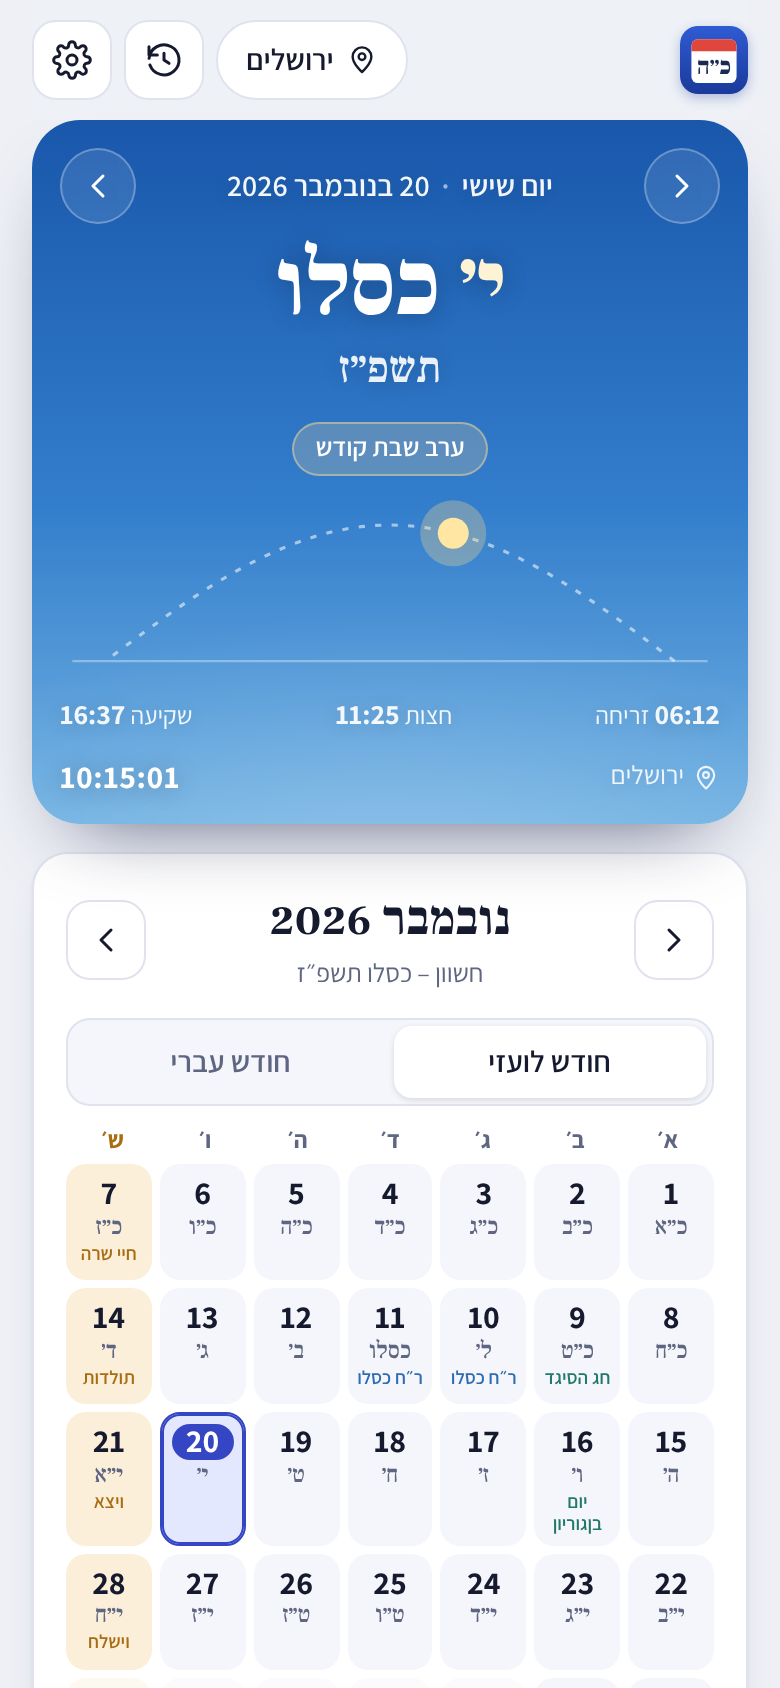 כ״ה
ירושלים
יום שישי · 20 בנובמבר 2026
י׳ כסלו
תשפ״ז
ערב שבת קודש
06:12 זריחה
חצות 11:25
שקיעה 16:37
ירושלים
10:15:01
נובמבר 2026
חשוון – כסלו תשפ״ז
חודש לועזי
חודש עברי
א׳ ב׳ ג׳ ד׳ ה׳ ו׳ ש׳
1 2 3 4 5 6 7
כ״א כ״ב כ״ג כ״ד כ״ה כ״ו כ״ז
חיי שרה
8 9 10 11 12 13 14
כ״ח כ״ט ל׳ כסלו ב׳ ג׳ ד׳
חג הסיגד ר״ח כסלו ר״ח כסלו תולדות
15 16 17 18 19 20 21
ה׳ ו׳ ז׳ ח׳ ט׳ י׳ י״א
יום ויצא
בןגוריון
22 23 24 25 26 27 28
י״ב י״ג י״ד ט״ו ט״ז י״ז י״ח
וישלח